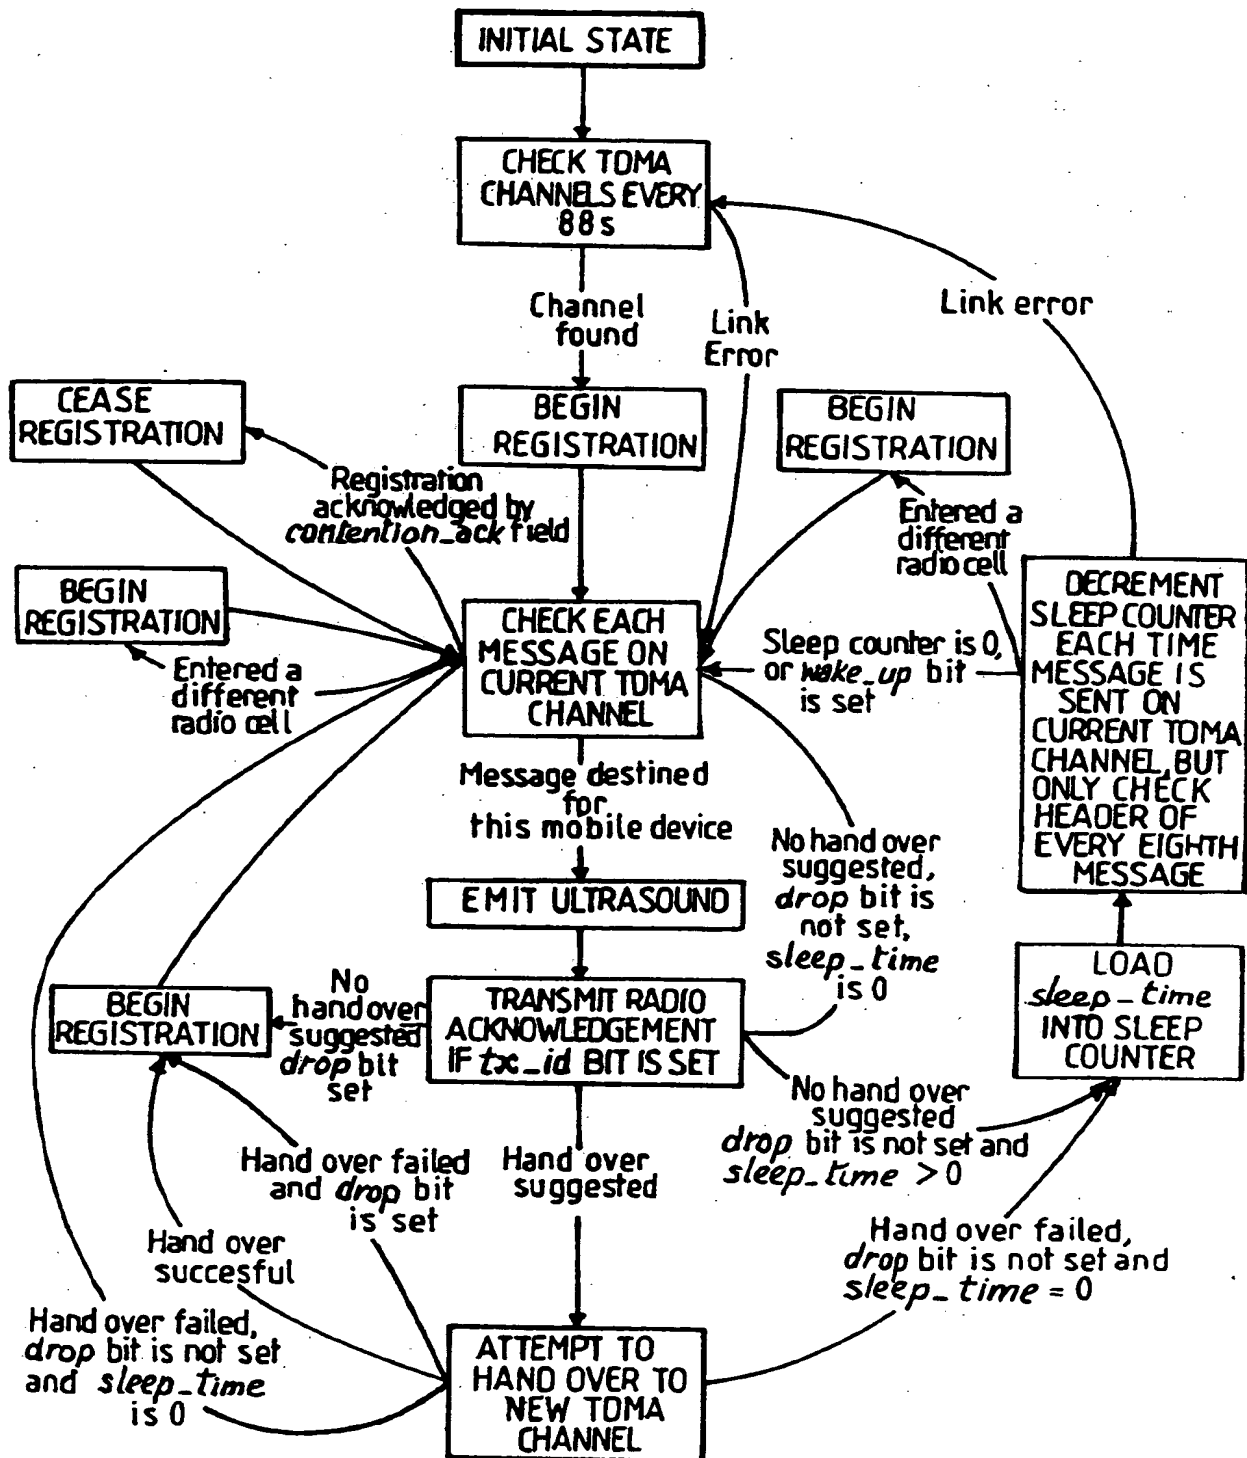 INITIAL STATE
CHECK TDMA
CHANNELS EVERY
88s
Channel
found
Link
Error
Link error
CEASE
REGISTRATION
BEGIN
REGISTRATION
BEGIN
REGISTRATION
Registration
acknowledged by
contention_ack field
Entered a
different
radio cell
BEGIN
REGISTRATION
Entered a
different
radio cell
CHECK EACH
MESSAGE ON
CURRENT TDMA
CHANNEL
Sleep counter is 0,
or wake_up bit
is set
DECREMENT
SLEEP COUNTER
EACH TIME
MESSAGE IS
SENT ON
CURRENT TDMA
CHANNEL, BUT
ONLY CHECK
HEADER OF
EVERY EIGHTH
MESSAGE
Message destined
for
this mobile device
No hand over
suggested,
drop bit is
not set,
sleep_time
is 0
EMIT ULTRASOUND
BEGIN
REGISTRATION
No
hand over
suggested
drop bit
set
TRANSMIT RADIO
ACKNOWLEDGEMENT
IF tx_id BIT IS SET
LOAD
sleep_time
INTO SLEEP
COUNTER
No hand over
suggested
drop bit is not set and
sleep_time > 0
Hand over failed
and drop bit
is set
Hand over
suggested
Hand over
succesful
Hand over failed,
drop bit is not set and
sleep_time = 0
Hand over failed,
drop bit is not set
and sleep_time
is 0
ATTEMPT TO
HAND OVER TO
NEW TDMA
CHANNEL